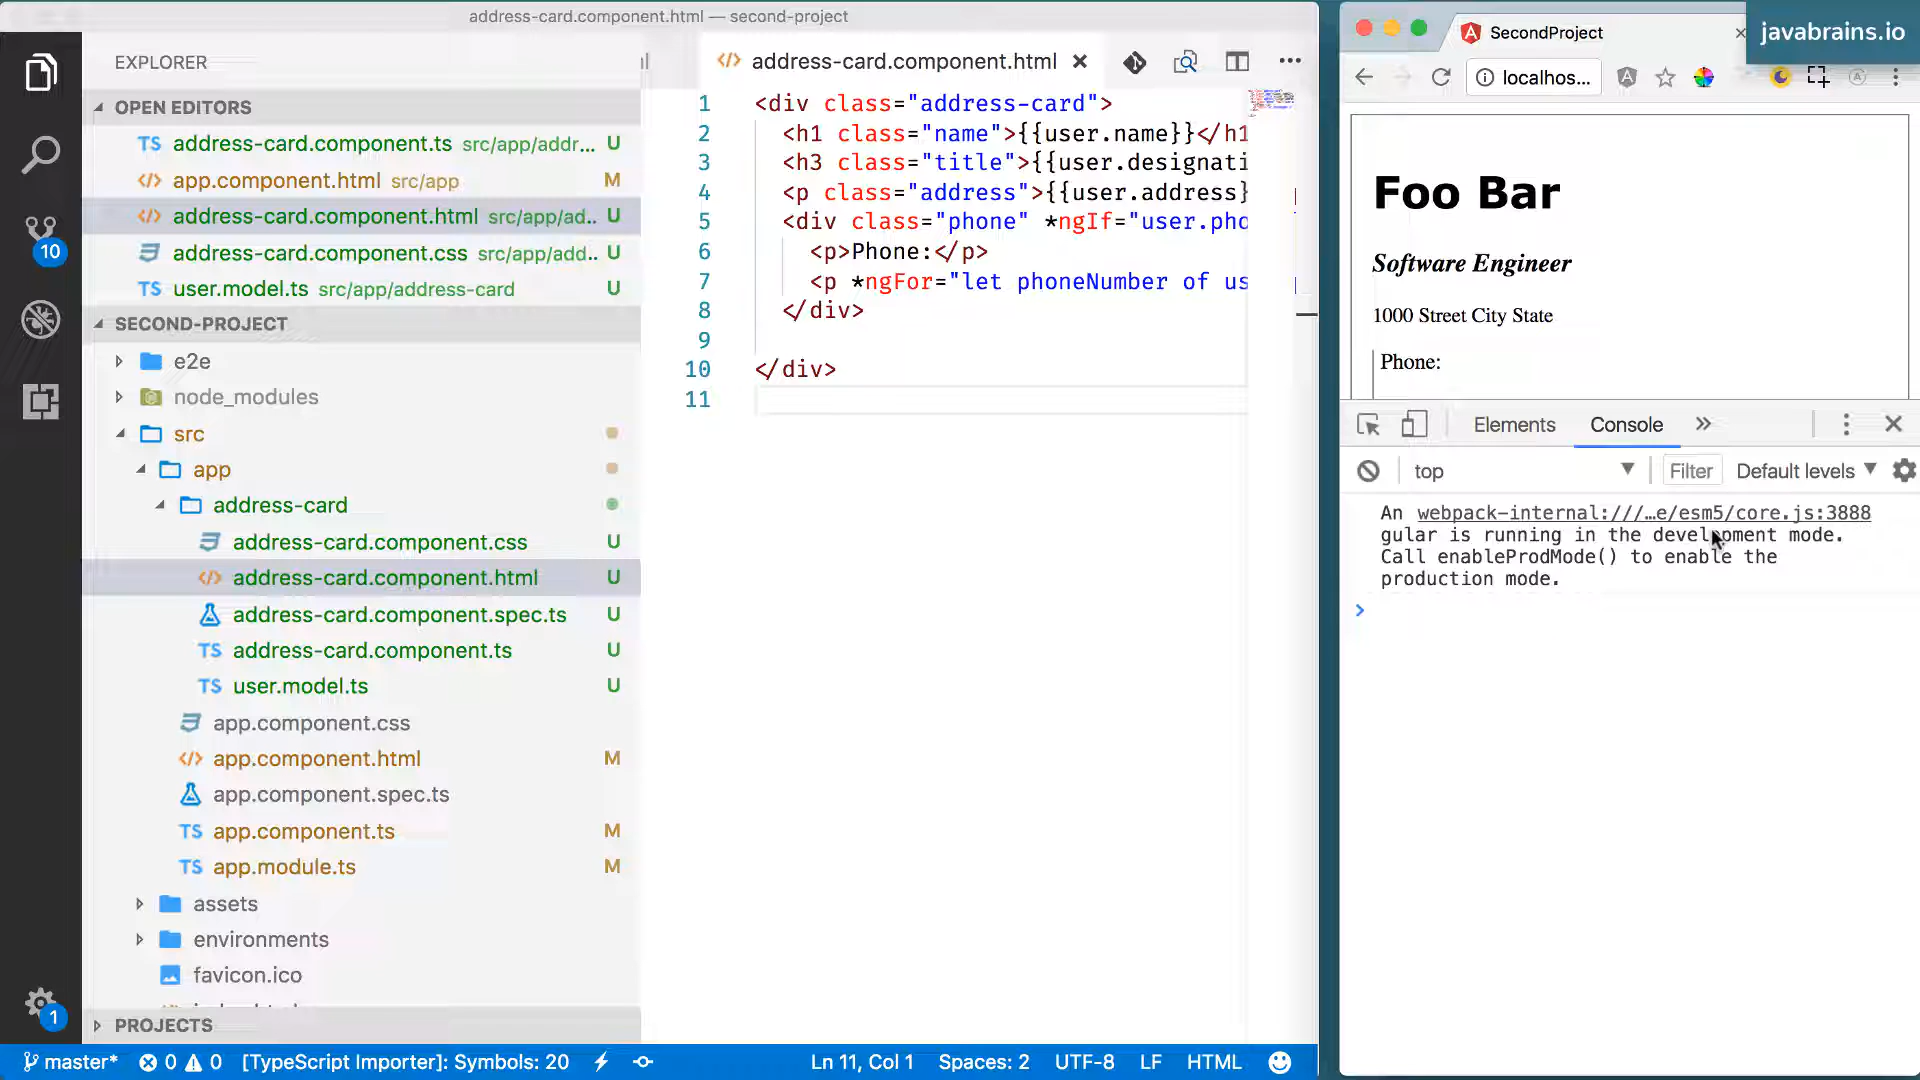 address-card.component.html — second-project
EXPLORER
OPEN EDITORS
TS address-card.component.ts src/app/addr... U
</> app.component.html src/app M
</> address-card.component.html src/app/ad.. U
address-card.component.css src/app/add.. U
TS user.model.ts src/app/address-card U
SECOND-PROJECT
e2e
node_modules
src
app
address-card
address-card.component.css U
</> address-card.component.html U
address-card.component.spec.ts U
TS address-card.component.ts U
TS user.model.ts U
app.component.css
</> app.component.html M
app.component.spec.ts
TS app.component.ts M
TS app.module.ts M
assets
environments
favicon.ico
PROJECTS
10
1
</> address-card.component.html
1 <div class="address-card">
2 <h1 class="name">{{user.name}}</h1
3 <h3 class="title">{{user.designati
4 <p class="address">{{user.address}
5 <div class="phone" *ngIf="user.pho
6 <p>Phone:</p>
7 <p *ngFor="let phoneNumber of us
8 </div>
9
10 </div>
11
master* 0 0 [TypeScript Importer]: Symbols: 20 Ln 11, Col 1 Spaces: 2 UTF-8 LF HTML
SecondProject
javabrains.io
localhos...
Foo Bar
Software Engineer
1000 Street City State
Phone:
Elements Console
top Filter Default levels
An webpack-internal:///…e/esm5/core.js:3888
gular is running in the development mode.
Call enableProdMode() to enable the
production mode.